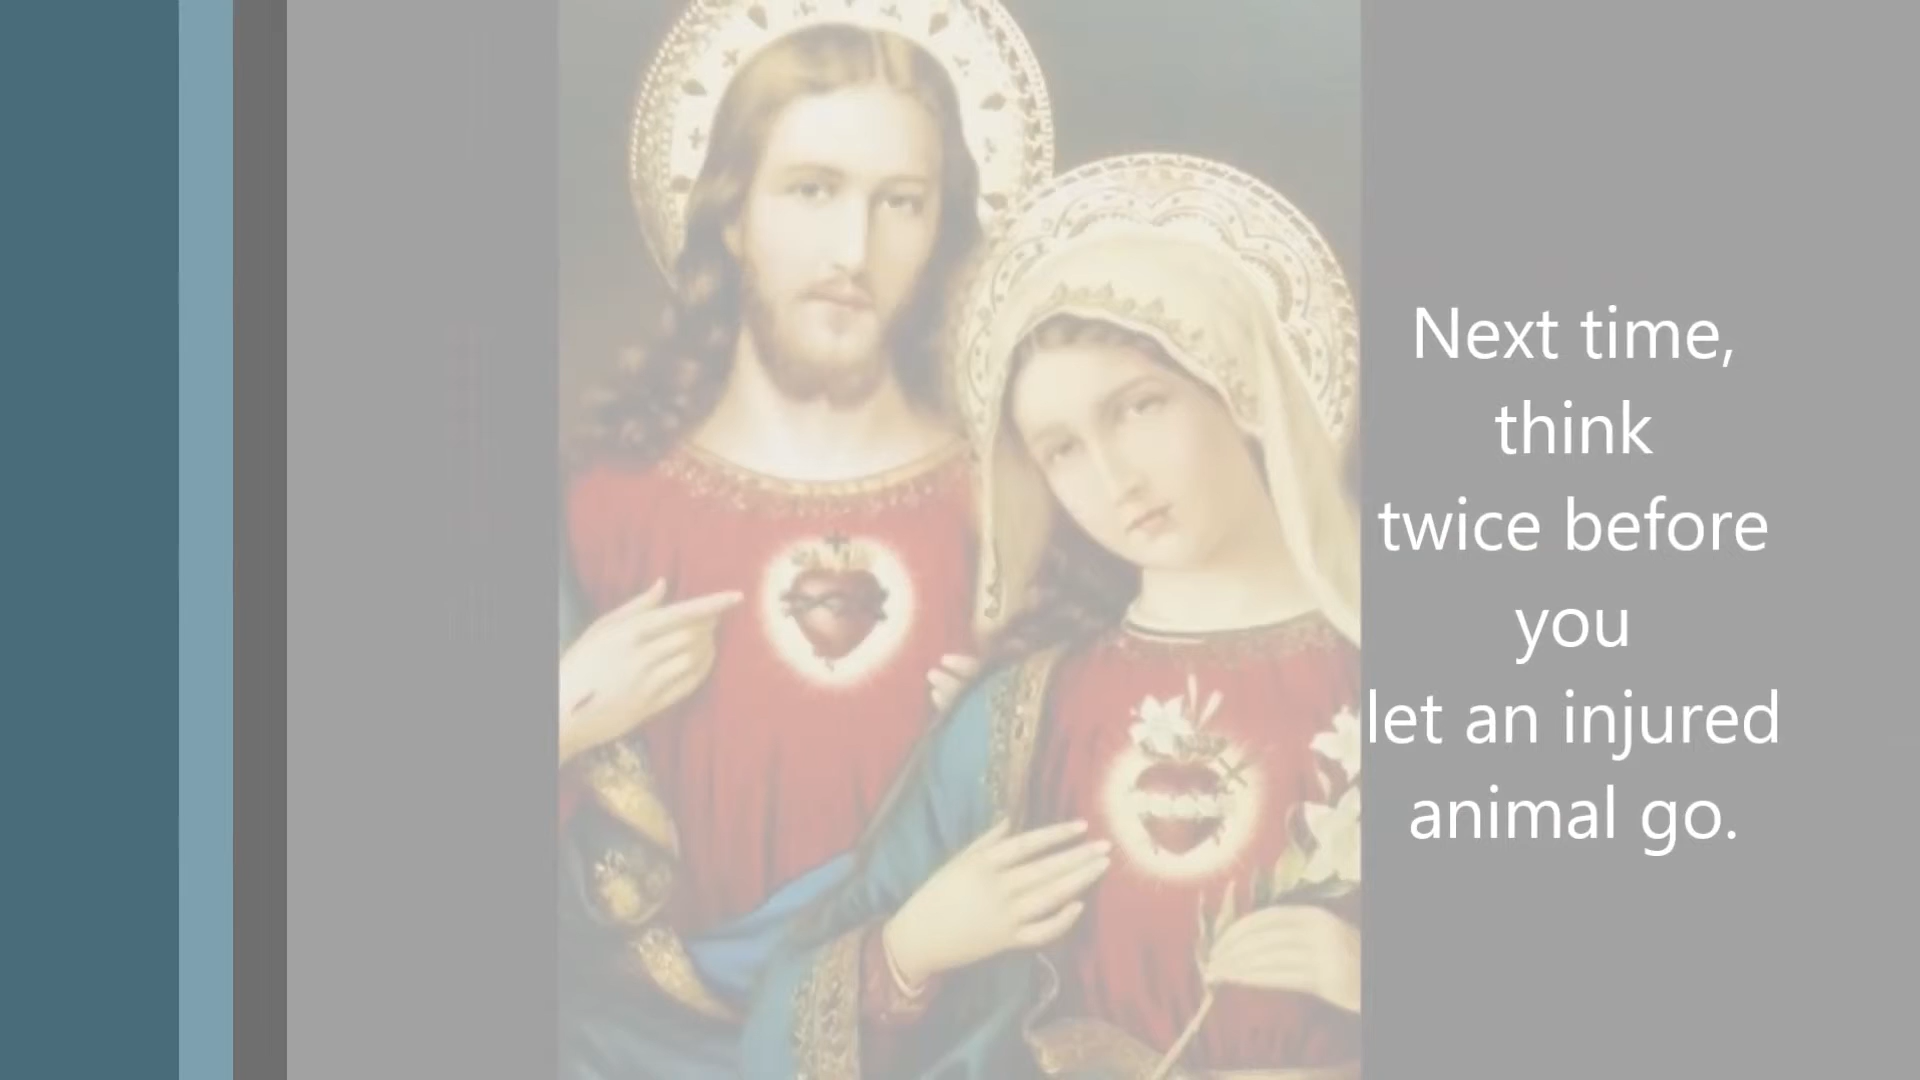 Next time,
think
twice before
you
let an injured
animal go.